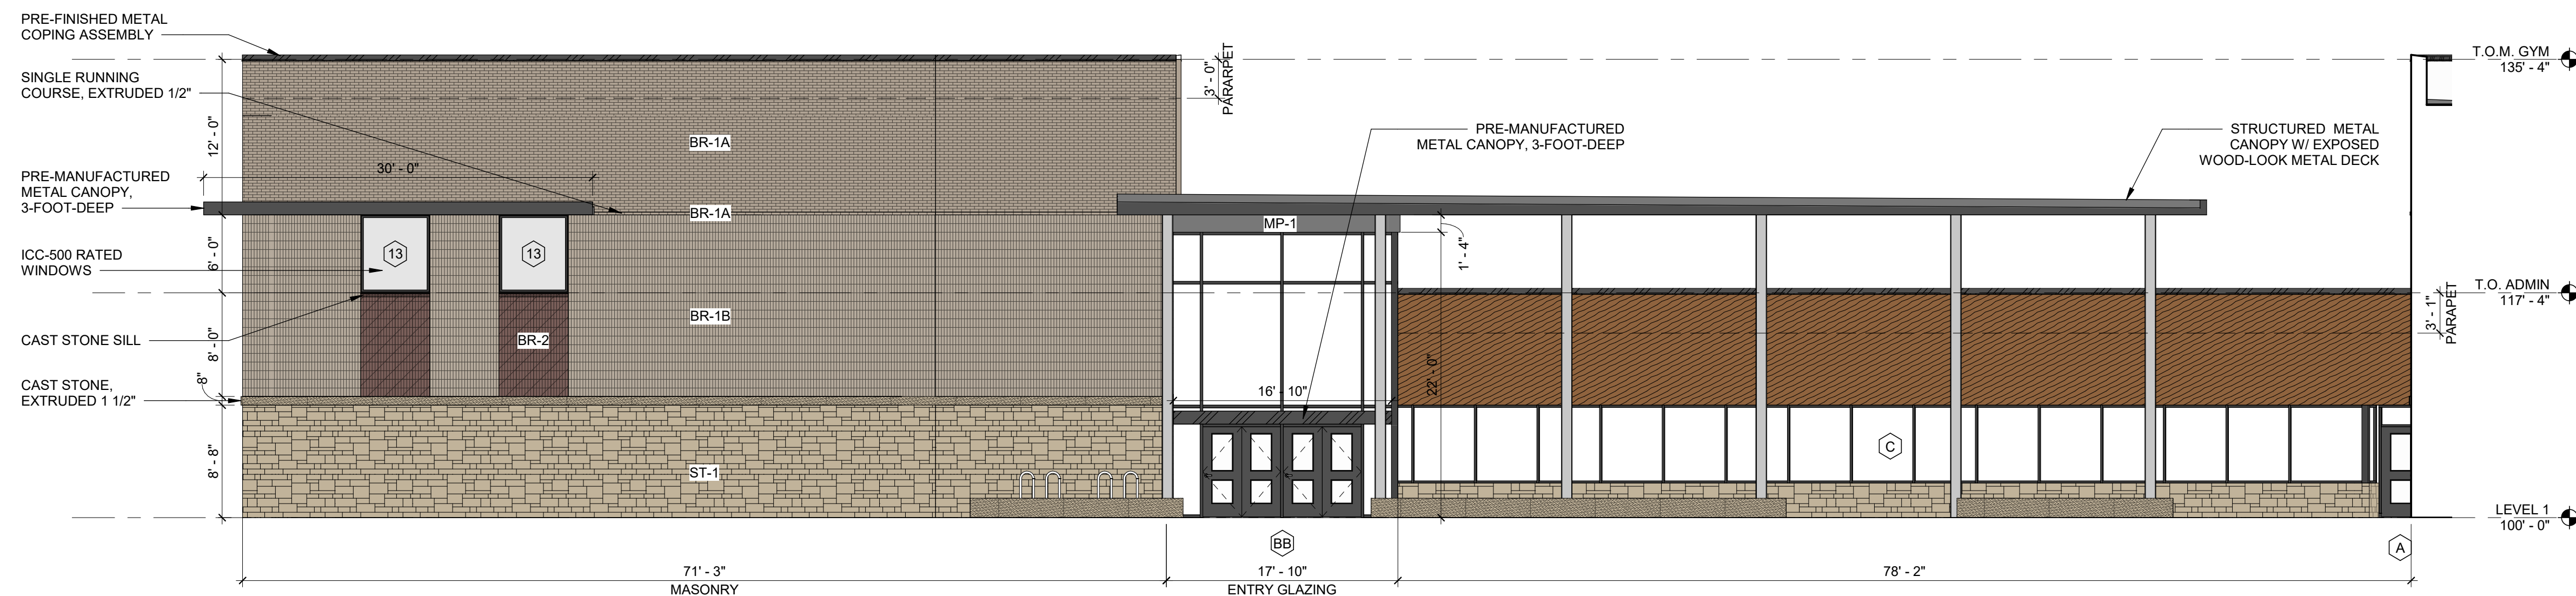 PRE-FINISHED METAL
COPING ASSEMBLY
SINGLE RUNNING
COURSE, EXTRUDED 1/2"
PRE-MANUFACTURED
METAL CANOPY,
3-FOOT-DEEP
ICC-500 RATED
WINDOWS
CAST STONE SILL
CAST STONE,
EXTRUDED 1 1/2"
12' - 0"
6' - 0"
8' - 0"
8"
8' - 8"
30' - 0"
BR-1A
BR-1A
13
13
BR-1B
BR-2
ST-1
3' - 0"
PARARPET
PRE-MANUFACTURED
METAL CANOPY, 3-FOOT-DEEP
MP-1
1' - 4"
22' - 0"
16' - 10"
STRUCTURED METAL
CANOPY W/ EXPOSED
WOOD-LOOK METAL DECK
C
T.O.M. GYM
135' - 4"
T.O. ADMIN
117' - 4"
3' - 1"
PARAPET
LEVEL 1
100' - 0"
BB
A
71' - 3"
MASONRY
17' - 10"
ENTRY GLAZING
78' - 2"